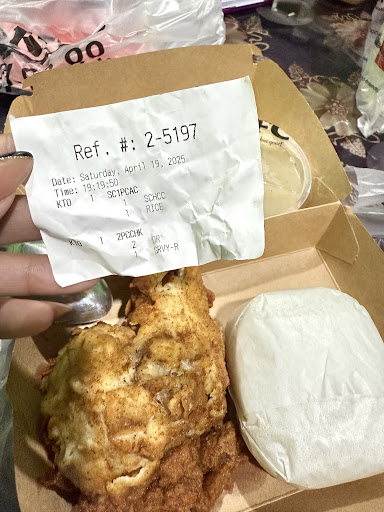 Ref. #: 2-5197
Date: Saturday, April 19, 2025
Time: 19:19:50
KTO 1 SC1PCAC
1 SCHCC
1 RICE
KTO 1 2PCCHK
2 OR
1 GRVY-R